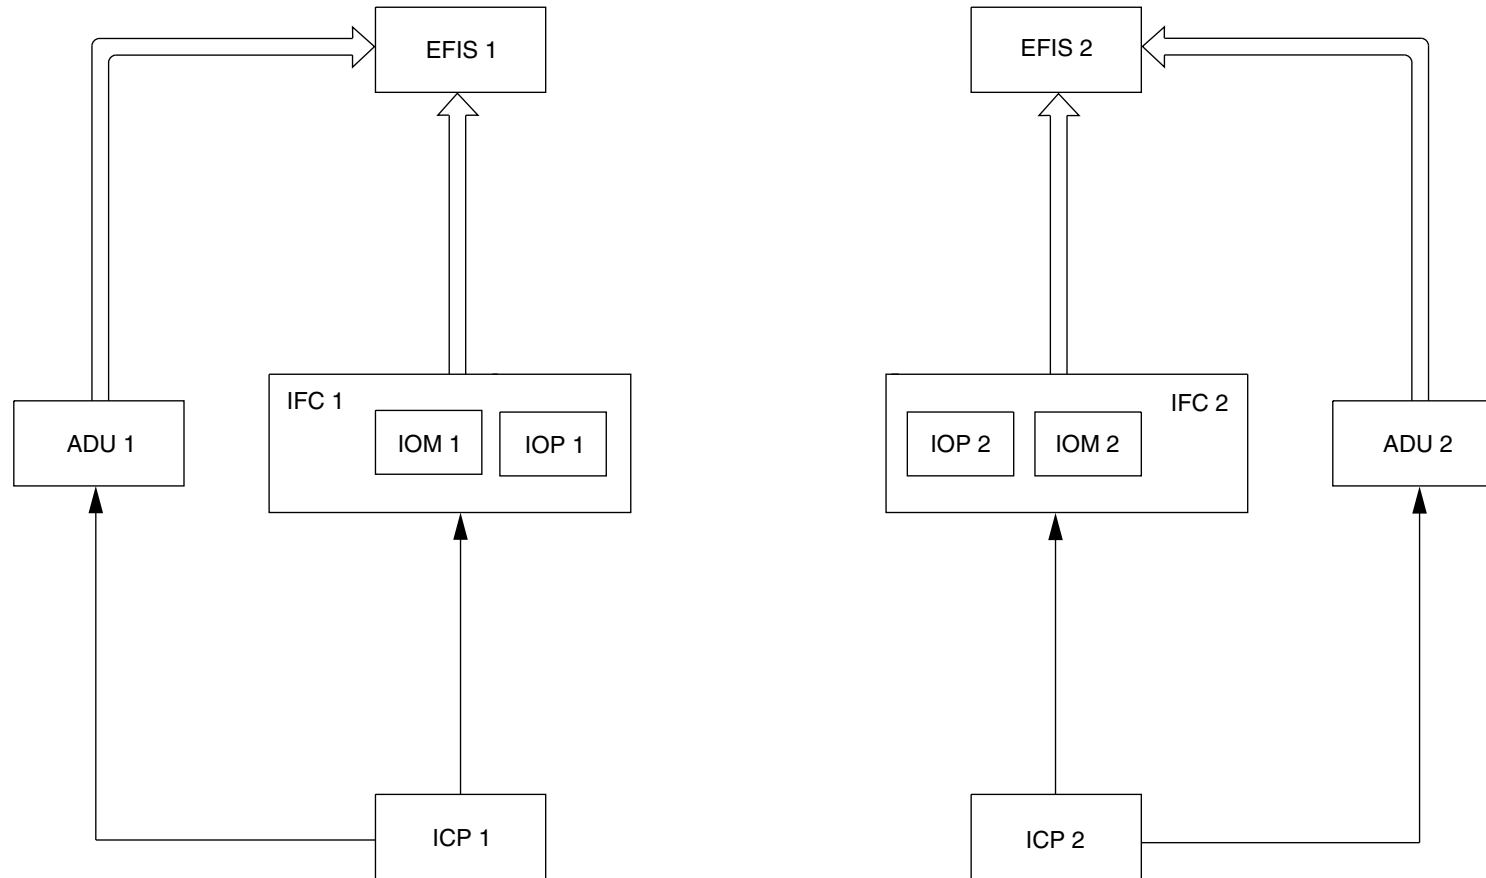 EFIS 1
EFIS 2
IFC 1
IFC 2
ADU 1
IOM 1
IOP 1
IOP 2
IOM 2
ADU 2
ICP 1
ICP 2